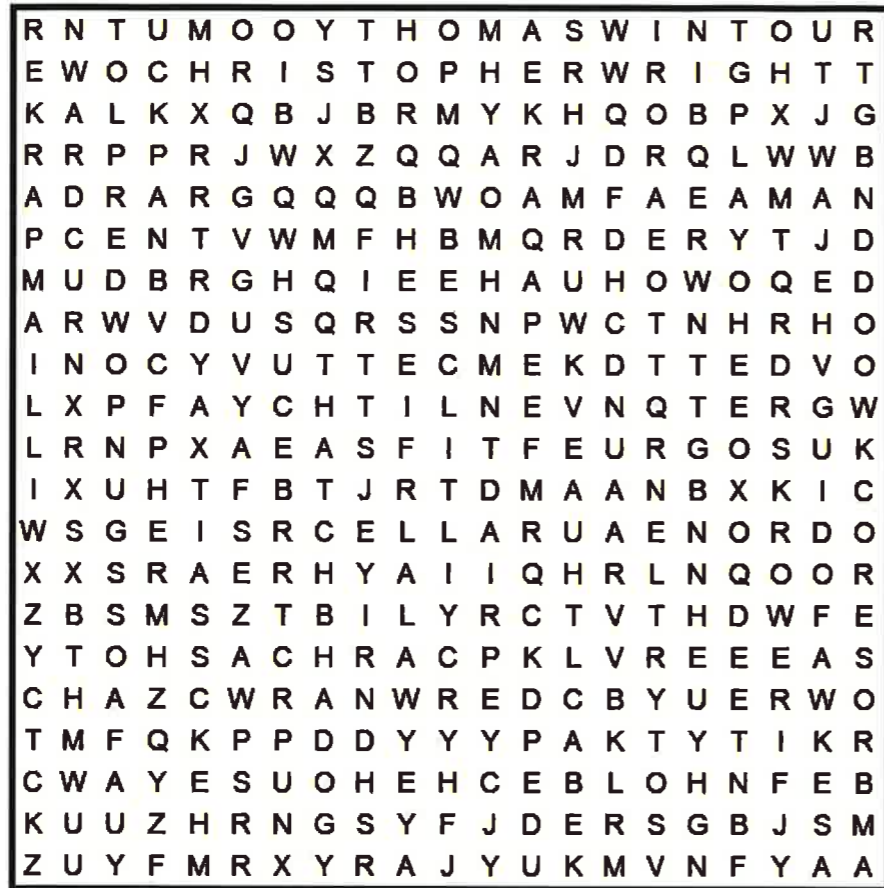 R N T U M O O Y T H O M A S W I N T O U R
E W O C H R I S T O P H E R W R I G H T T
K A L K X Q B J B R M Y K H Q O B P X J G
R R P P R J W X Z Q Q A R J D R Q L W W B
A D R A R G Q Q Q B W O A M F A E A M A N
P C E N T V W M F H B M Q R D E R Y T J D
M U D B R G H Q I E E H A U H O W O Q E D
A R W V D U S Q R S S N P W C T N H R H O
I N O C Y V U T T E C M E K D T T E D V O
L X P F A Y C H T I L N E V N Q T E R G W
L R N P X A E A S F I T F E U R G O S U K
I X U H T F B T J R T D M A A N B X K I C
W S G E I S R C E L L A R U A E N O R D O
X X S R A E R H Y A I I Q H R L N Q O O R
Z B S M S Z T B I L Y R C T V T H D W F E
Y T O H S A C H R A C P K L V R E E E A S
C H A Z C W R A N W R E D C B Y U E R W O
T M F Q K P P D D Y Y Y P A K T Y T I K R
C W A Y E S U O H E H C E B L O H N F E B
K U U Z H R N G S Y F J D E R S G B J S M
Z U Y F M R X Y R A J Y U K M V N F Y A A